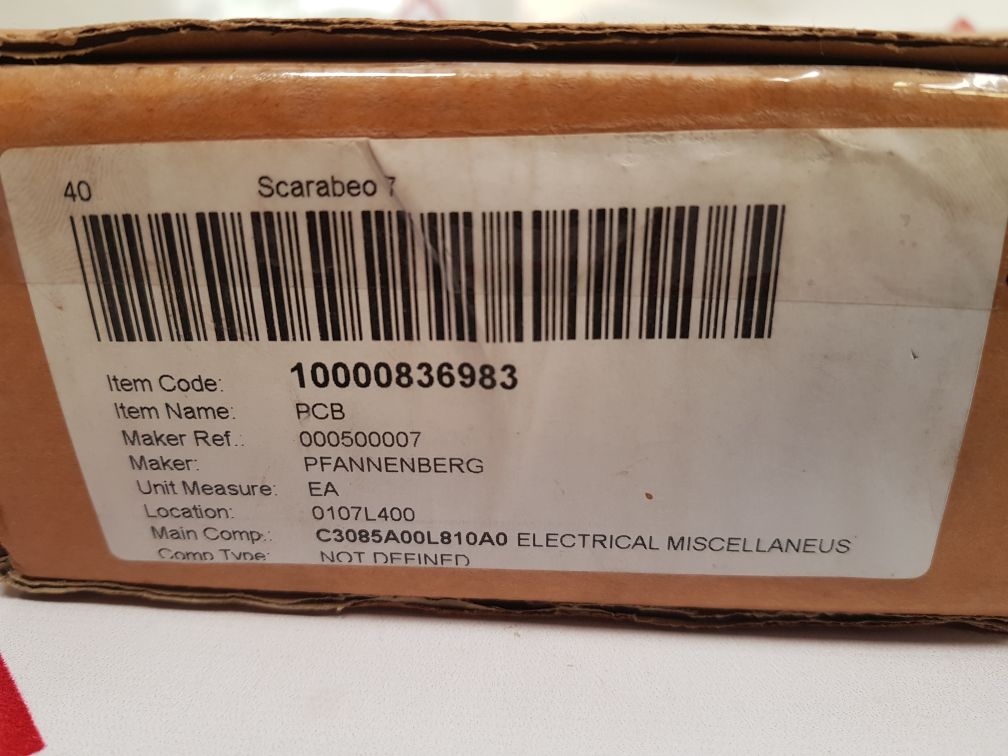 40 Scarabeo 7
Item Code: 10000836983
Item Name: PCB
Maker Ref.: 000500007
Maker: PFANNENBERG
Unit Measure: EA
Location: 0107L400
Main Comp.: C3085A00L810A0 ELECTRICAL MISCELLANEUS
Comp Type: NOT DEFINED